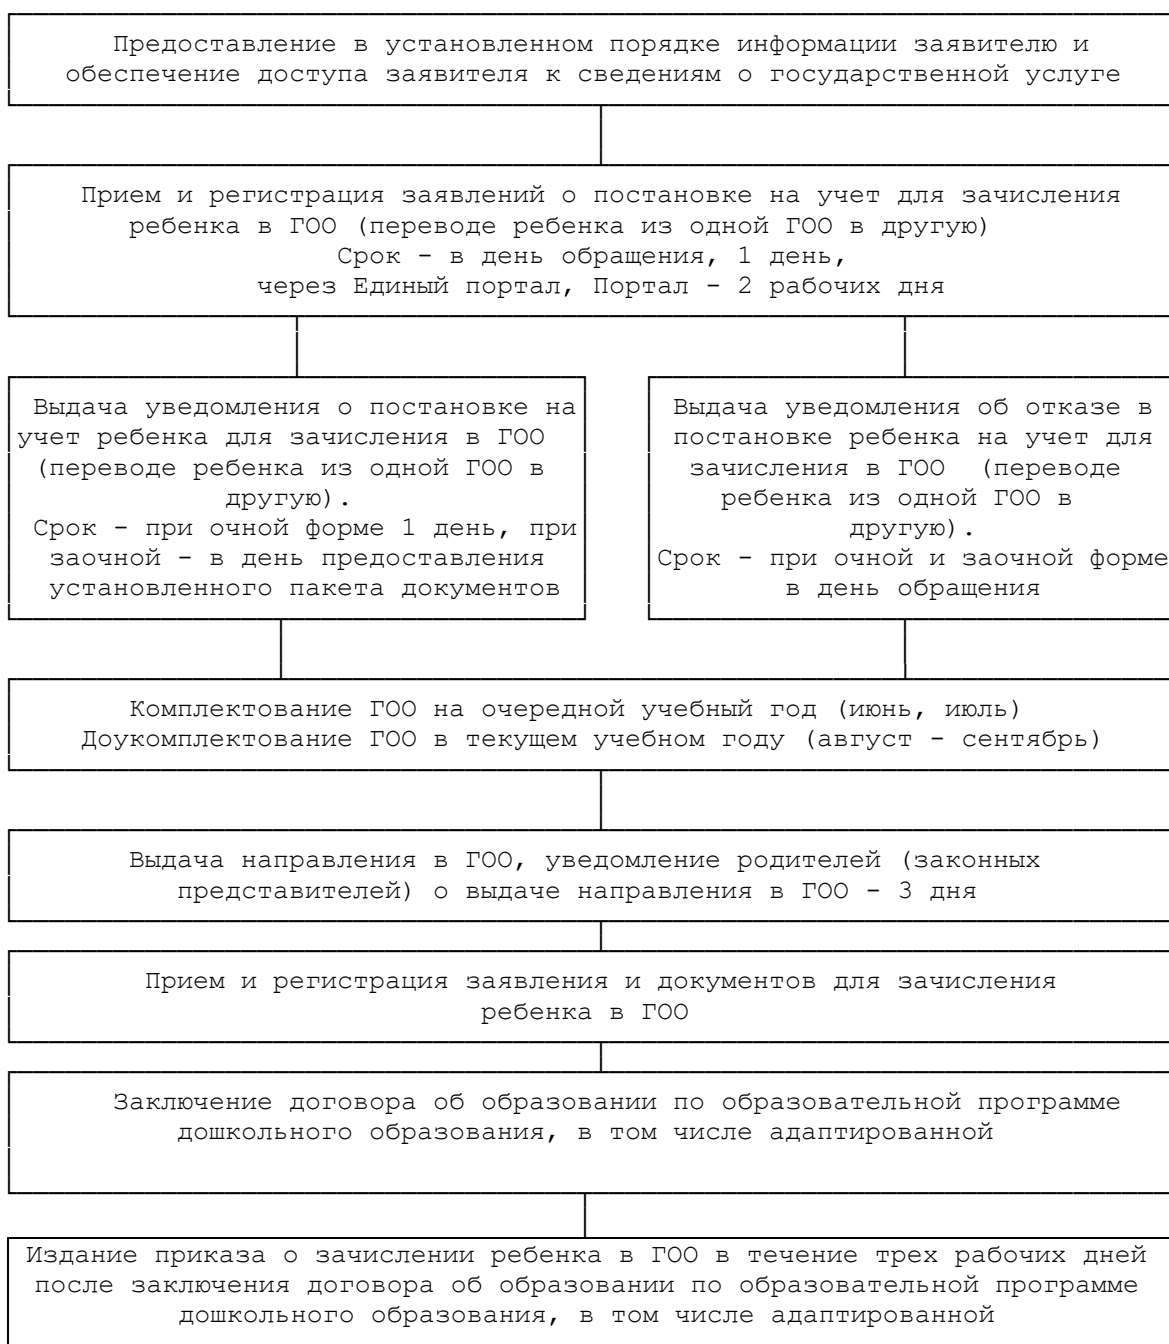 Предоставление в установленном порядке информации заявителю и
обеспечение доступа заявителя к сведениям о государственной услуге
Прием и регистрация заявлений о постановке на учет для зачисления
ребенка в ГОО (переводе ребенка из одной ГОО в другую)
Срок - в день обращения, 1 день,
через Единый портал, Портал - 2 рабочих дня
Выдача уведомления о постановке на
учет ребенка для зачисления в ГОО
(переводе ребенка из одной ГОО в
другую).
Срок - при очной форме 1 день, при
заочной - в день предоставления
установленного пакета документов
Выдача уведомления об отказе в
постановке ребенка на учет для
зачисления в ГОО (переводе
ребенка из одной ГОО в
другую).
Срок - при очной и заочной форме
в день обращения
Комплектование ГОО на очередной учебный год (июнь, июль)
Доукомплектование ГОО в текущем учебном году (август - сентябрь)
Выдача направления в ГОО, уведомление родителей (законных
представителей) о выдаче направления в ГОО - 3 дня
Прием и регистрация заявления и документов для зачисления
ребенка в ГОО
Заключение договора об образовании по образовательной программе
дошкольного образования, в том числе адаптированной
Издание приказа о зачислении ребенка в ГОО в течение трех рабочих дней
после заключения договора об образовании по образовательной программе
дошкольного образования, в том числе адаптированной